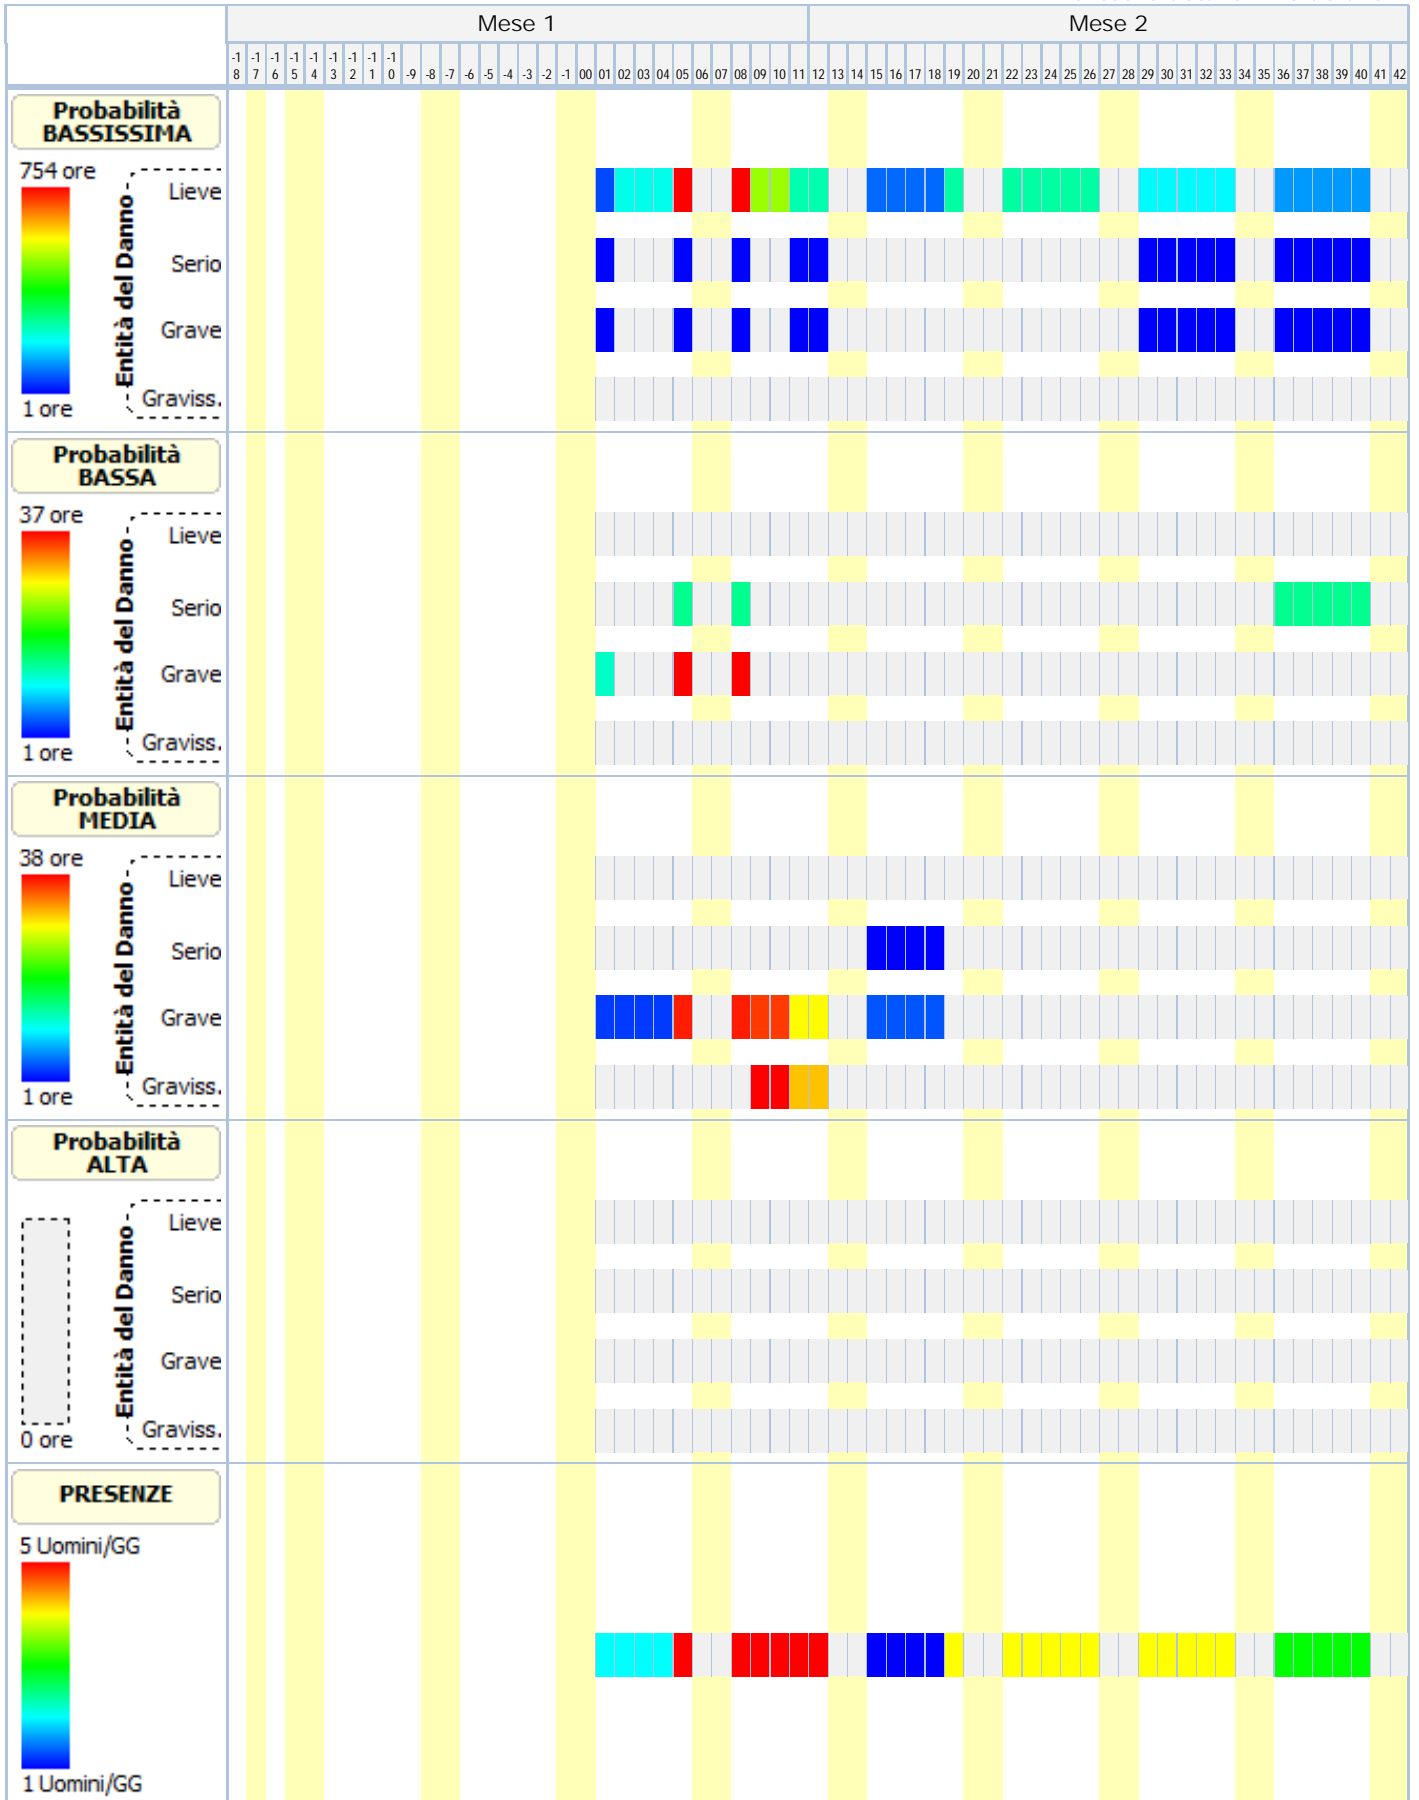 Mese 1 Mese 2
-18 -17 -16 -15 -14 -13 -12 -11 -10 -9 -8 -7 -6 -5 -4 -3 -2 -1 00 01 02 03 04 05 06 07 08 09 10 11 12 13 14 15 16 17 18 19 20 21 22 23 24 25 26 27 28 29 30 31 32 33 34 35 36 37 38 39 40 41 42
Probabilità
BASSISSIMA
754 ore
Entità del Danno
Lieve
Serio
Grave
Graviss.
1 ore
Probabilità
BASSA
37 ore
Entità del Danno
Lieve
Serio
Grave
Graviss.
1 ore
Probabilità
MEDIA
38 ore
Entità del Danno
Lieve
Serio
Grave
Graviss.
1 ore
Probabilità
ALTA
Entità del Danno
Lieve
Serio
Grave
Graviss.
0 ore
PRESENZE
5 Uomini/GG
1 Uomini/GG